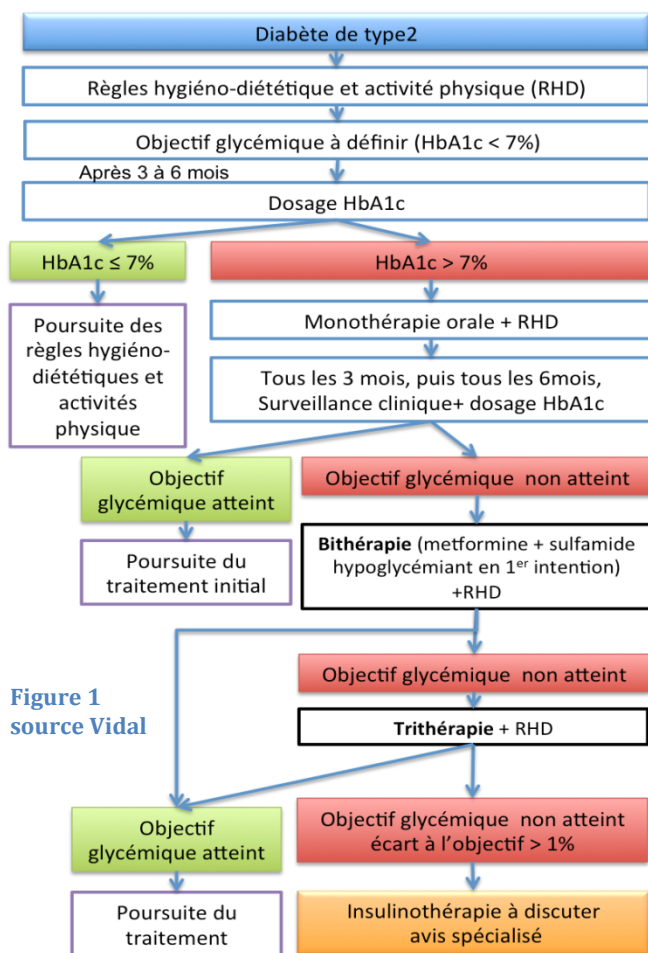 Diabète de type2
Règles hygiéno-diététique et activité physique (RHD)
Objectif glycémique à définir (HbA1c < 7%)
Après 3 à 6 mois
Dosage HbA1c
HbA1c ≤ 7%
HbA1c > 7%
Poursuite des
règles hygiéno-
diététiques et
activités
physique
Monothérapie orale + RHD
Tous les 3 mois, puis tous les 6mois,
Surveillance clinique+ dosage HbA1c
Objectif
glycémique atteint
Objectif glycémique non atteint
Poursuite du
traitement initial
Bithérapie (metformine + sulfamide
hypoglycémiant en 1er intention)
+RHD
Objectif glycémique non atteint
Figure 1
source Vidal
Trithérapie + RHD
Objectif
glycémique atteint
Objectif glycémique non atteint
écart à l'objectif > 1%
Poursuite du
traitement
Insulinothérapie à discuter
avis spécialisé